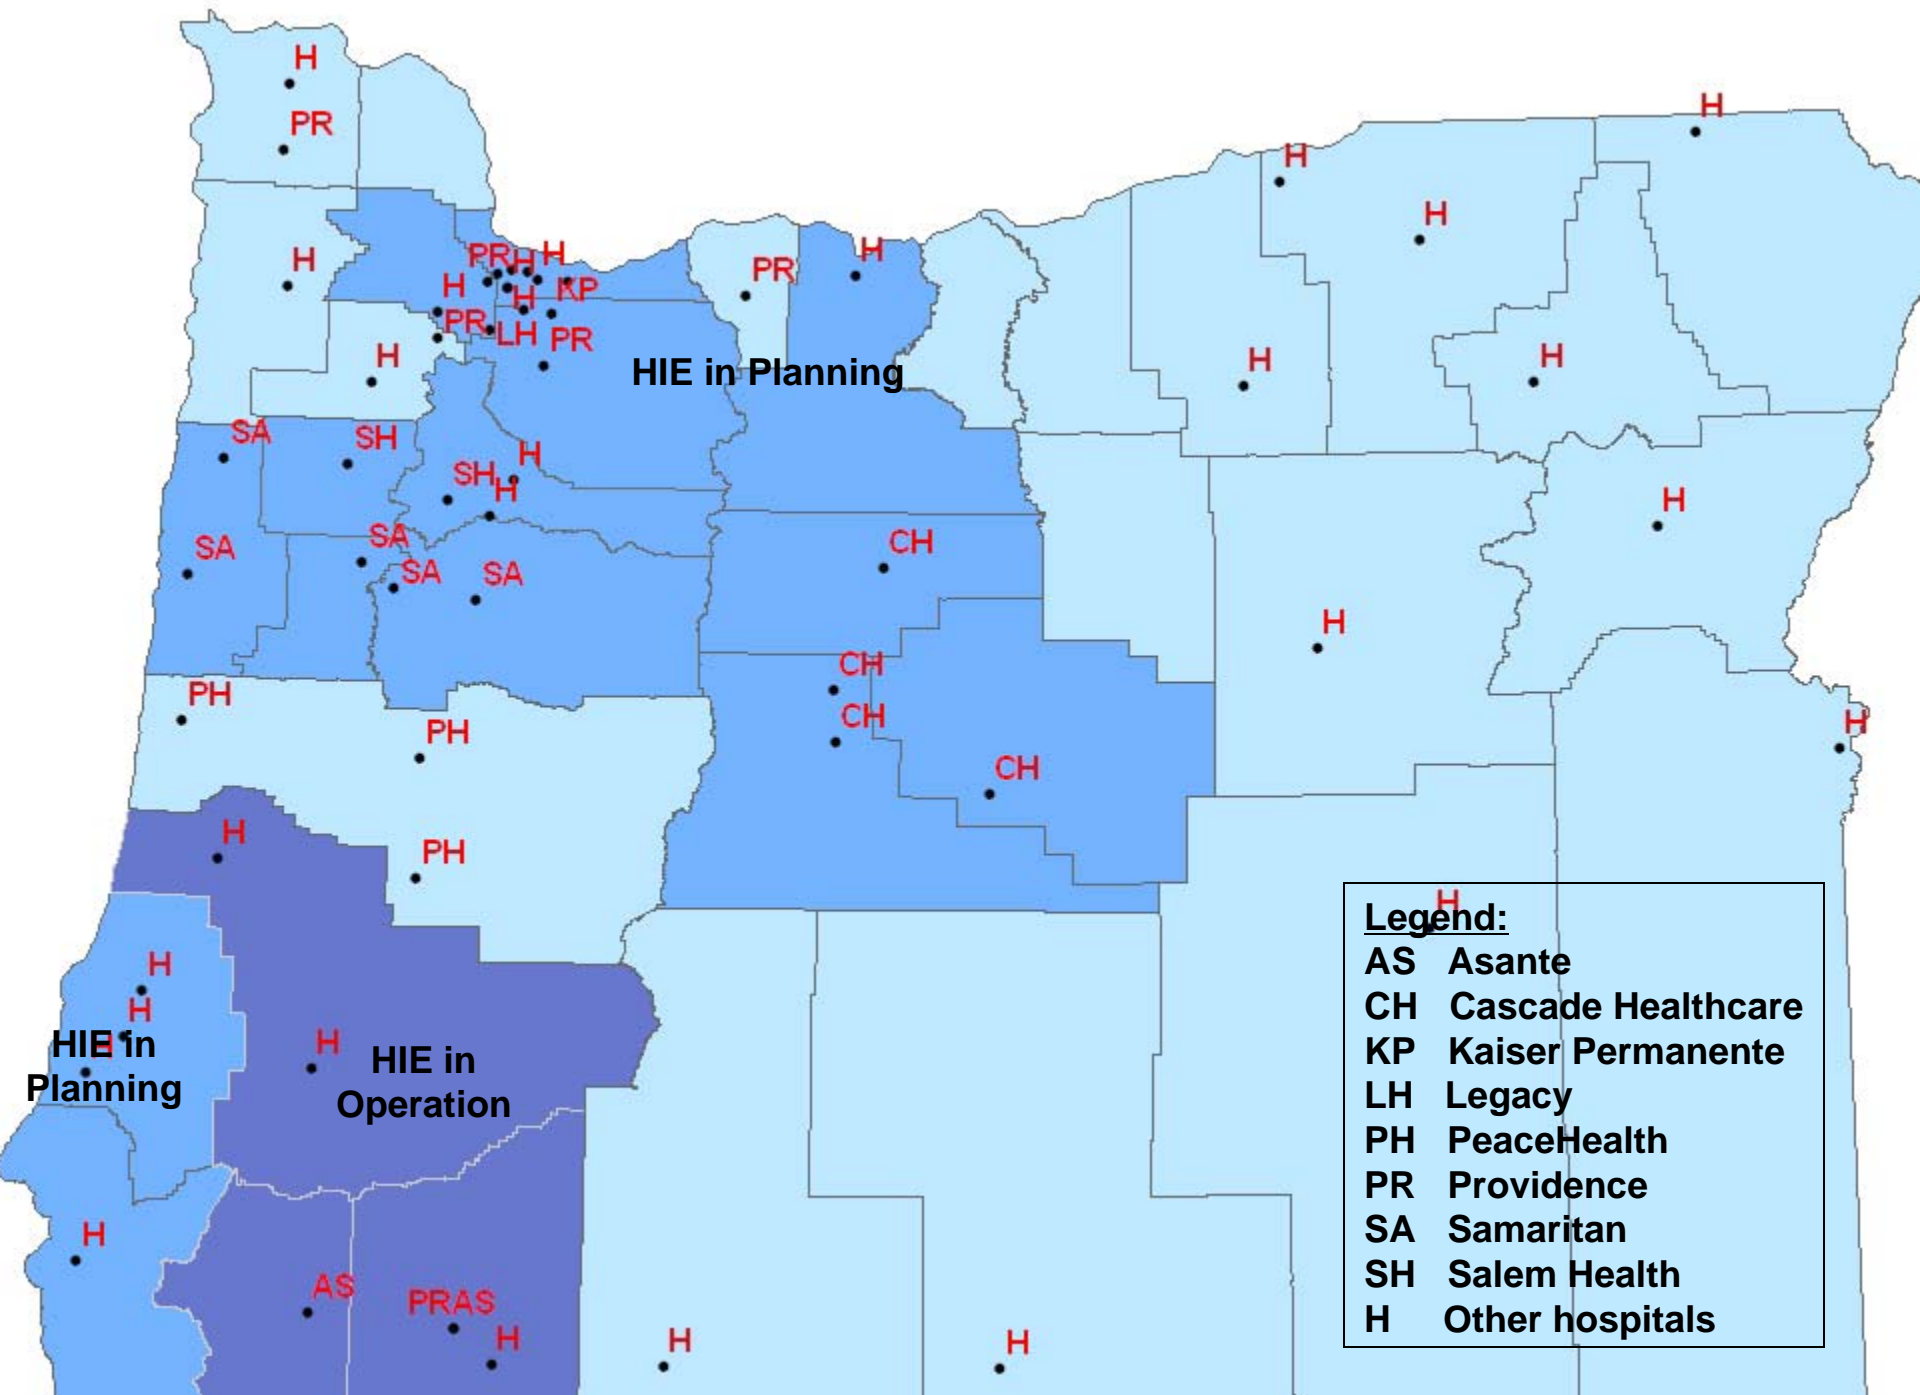 H
PR
H
H
H
H
PR
H
H
H
PR
H
H
KP
H
PR
LH
PR
H
HIE in Planning
H
H
SA
SH
H
SH
H
H
SA
SA
CH
SA
SA
H
CH
PH
CH
H
PH
CH
H
PH
H
H
H
H
HIE in
Planning
H
HIE in
Operation
H
AS
PRAS
H
H
H
Legend:
AS Asante
CH Cascade Healthcare
KP Kaiser Permanente
LH Legacy
PH PeaceHealth
PR Providence
SA Samaritan
SH Salem Health
H Other hospitals